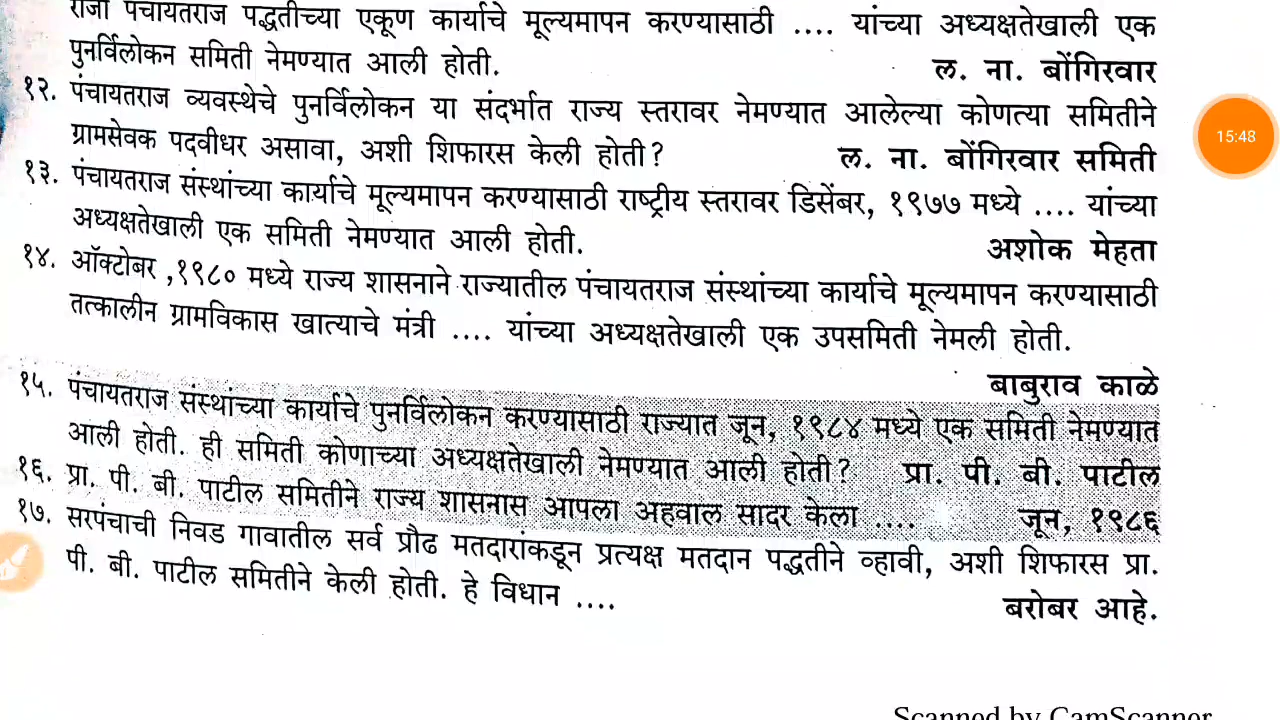 राजी पंचायतराज पद्धतीच्या एकूण कार्याचे मूल्यमापन करण्यासाठी .... यांच्या अध्यक्षतेखाली एक
पुनर्विलोकन समिती नेमण्यात आली होती. ल. ना. बोंगिरवार
१२. पंचायतराज व्यवस्थेचे पुनर्विलोकन या संदर्भात राज्य स्तरावर नेमण्यात आलेल्या कोणत्या समितीने
ग्रामसेवक पदवीधर असावा, अशी शिफारस केली होती? ल. ना. बोंगिरवार समिती
१३. पंचायतराज संस्थांच्या कार्याचे मूल्यमापन करण्यासाठी राष्ट्रीय स्तरावर डिसेंबर, १९७७ मध्ये .... यांच्या
अध्यक्षतेखाली एक समिती नेमण्यात आली होती. अशोक मेहता
१४. ऑक्टोबर ,१९८० मध्ये राज्य शासनाने राज्यातील पंचायतराज संस्थांच्या कार्याचे मूल्यमापन करण्यासाठी
तत्कालीन ग्रामविकास खात्याचे मंत्री .... यांच्या अध्यक्षतेखाली एक उपसमिती नेमली होती.
बाबुराव काळे
१५. पंचायतराज संस्थांच्या कार्याचे पुनर्विलोकन करण्यासाठी राज्यात जून, १९८४ मध्ये एक समिती नेमण्यात
आली होती. ही समिती कोणाच्या अध्यक्षतेखाली नेमण्यात आली होती? प्रा. पी. बी. पाटील
१६. प्रा. पी. बी. पाटील समितीने राज्य शासनास आपला अहवाल सादर केला .... जून, १९८६
१७. सरपंचाची निवड गावातील सर्व प्रौढ मतदारांकडून प्रत्यक्ष मतदान पद्धतीने व्हावी, अशी शिफारस प्रा.
पी. बी. पाटील समितीने केली होती. हे विधान .... बरोबर आहे.
15:48
Scanned by CamScanner